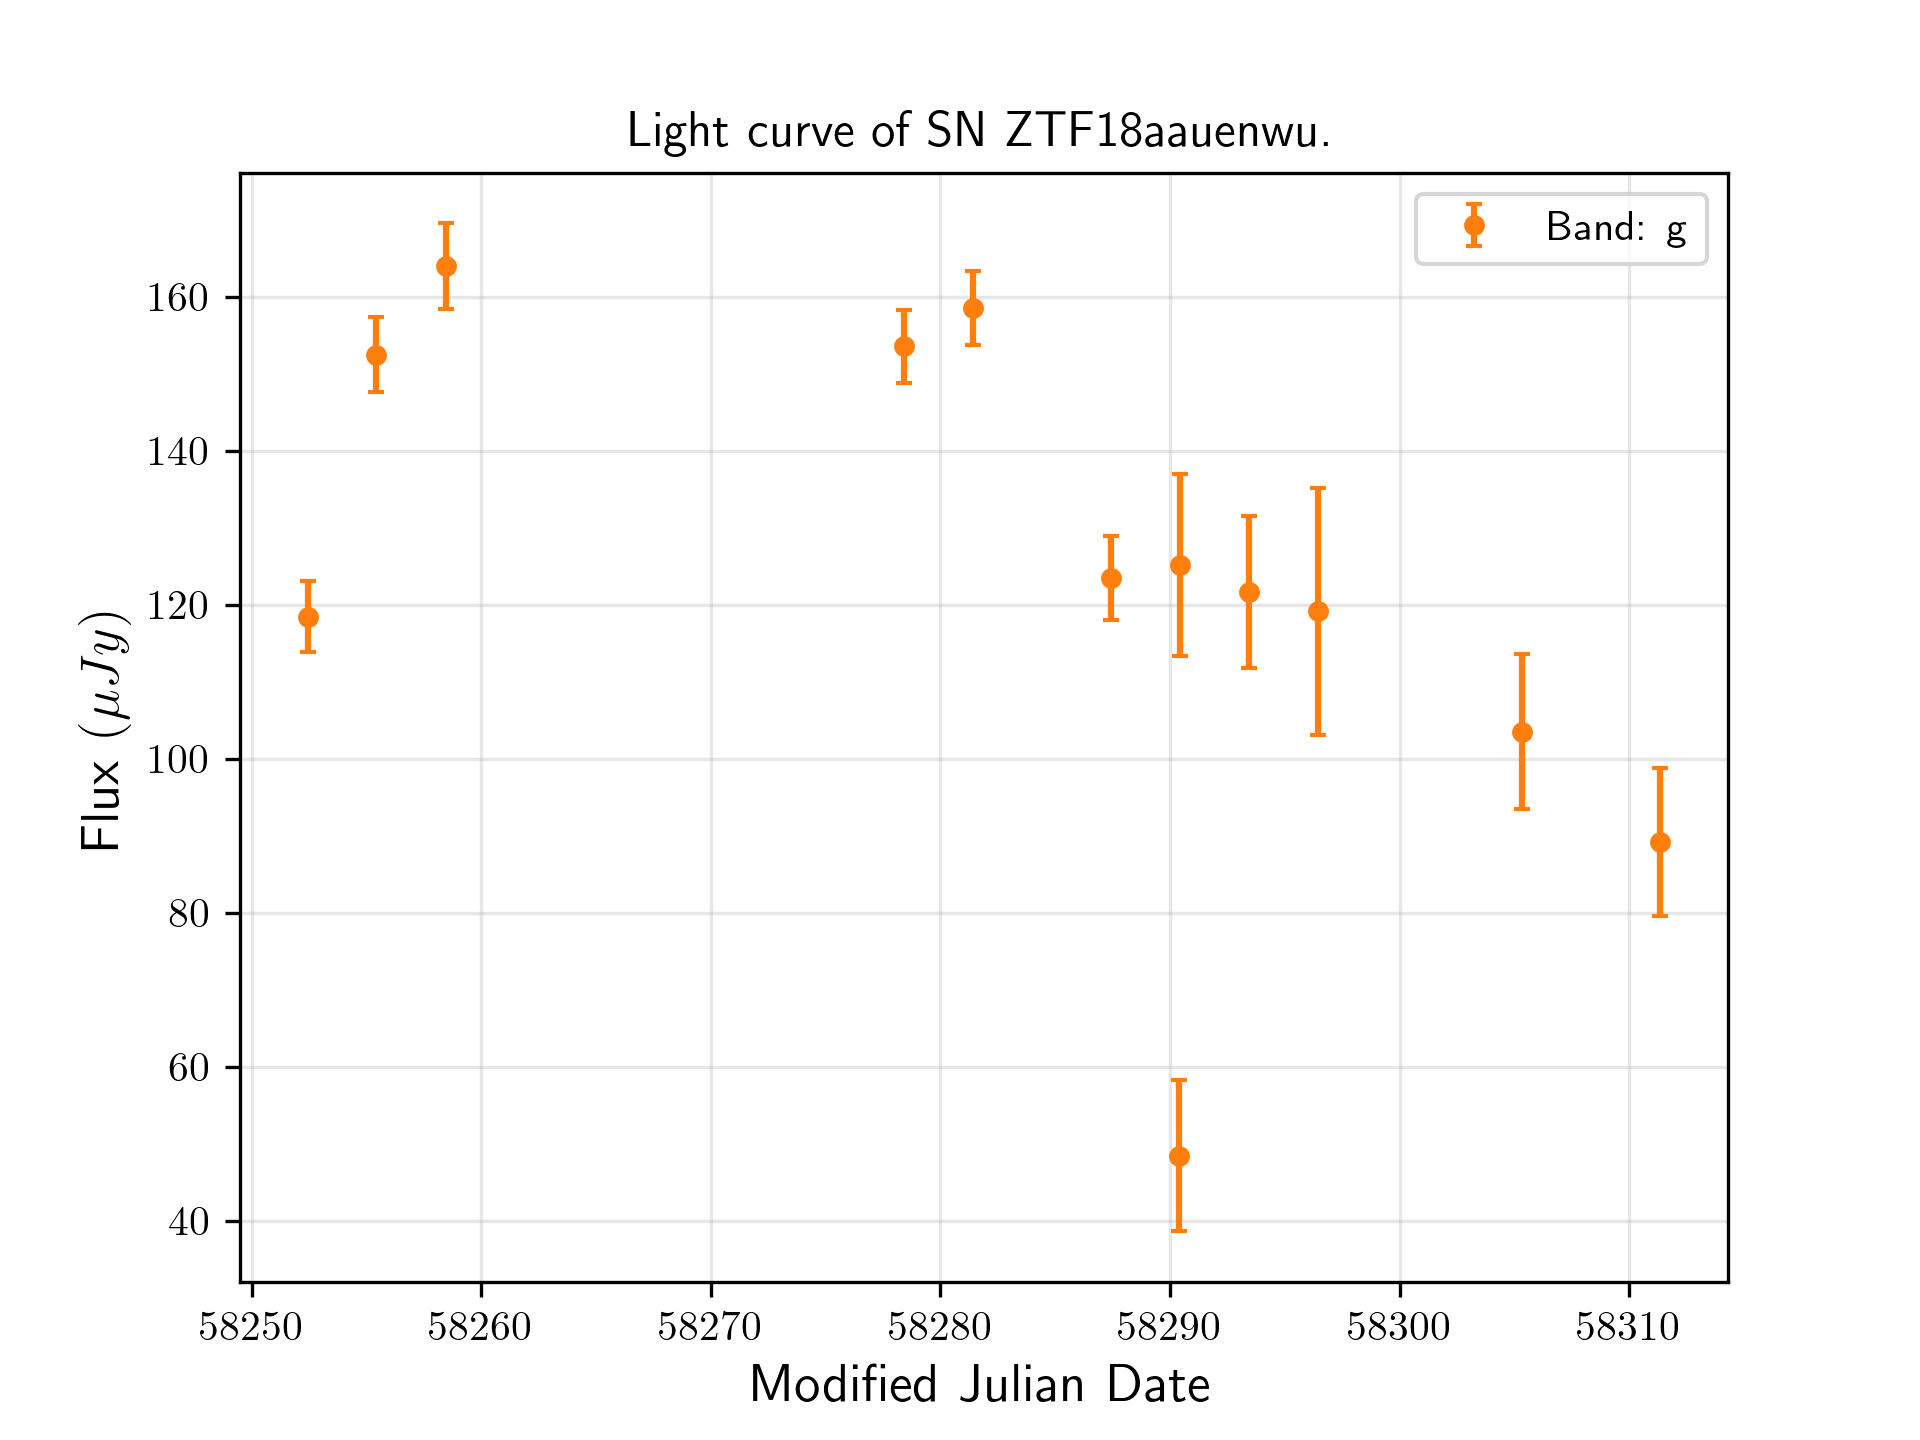 Light curve of SN ZTF18aauenwu.
Band: g
Flux (μJy)
160
140
120
100
80
60
40
58250 58260 58270 58280 58290 58300 58310
Modified Julian Date